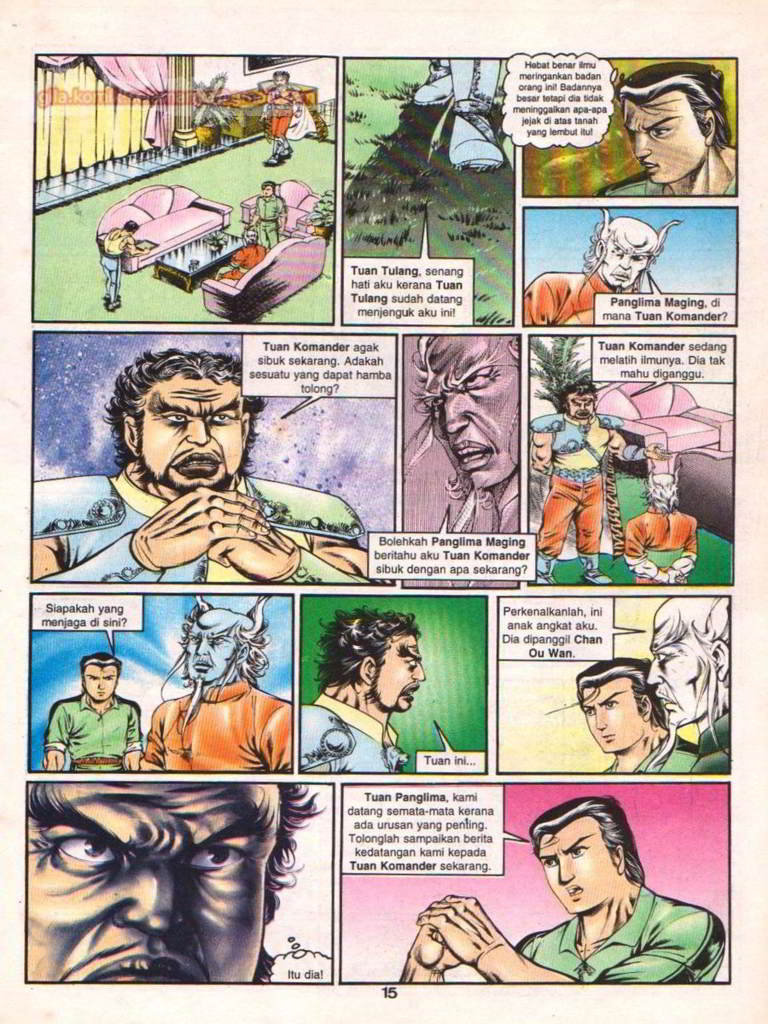 Hebat benar ilmu
meringankan badan
orang ini! Badannya
besar tetapi dia tidak
meninggalkan apa-apa
jejak di atas tanah
yang lembut itu!
Tuan Tulang, senang
hati aku kerana Tuan
Tulang sudah datang
menjenguk aku ini!
Panglima Maging, di
mana Tuan Komander?
Tuan Komander agak
sibuk sekarang. Adakah
sesuatu yang dapat hamba
tolong?
Bolehkah Panglima Maging
beritahu aku Tuan Komander
sibuk dengan apa sekarang?
Tuan Komander sedang
melatih ilmunya. Dia tak
mahu diganggu.
Siapakah yang
menjaga di sini?
Tuan ini...
Perkenalkanlah, ini
anak angkat aku.
Dia dipanggil Chan
Ou Wan.
Itu dia!
Tuan Panglima, kami
datang semata-mata kerana
ada urusan yang penting.
Tolonglah sampaikan berita
kedatangan kami kepada
Tuan Komander sekarang.
15